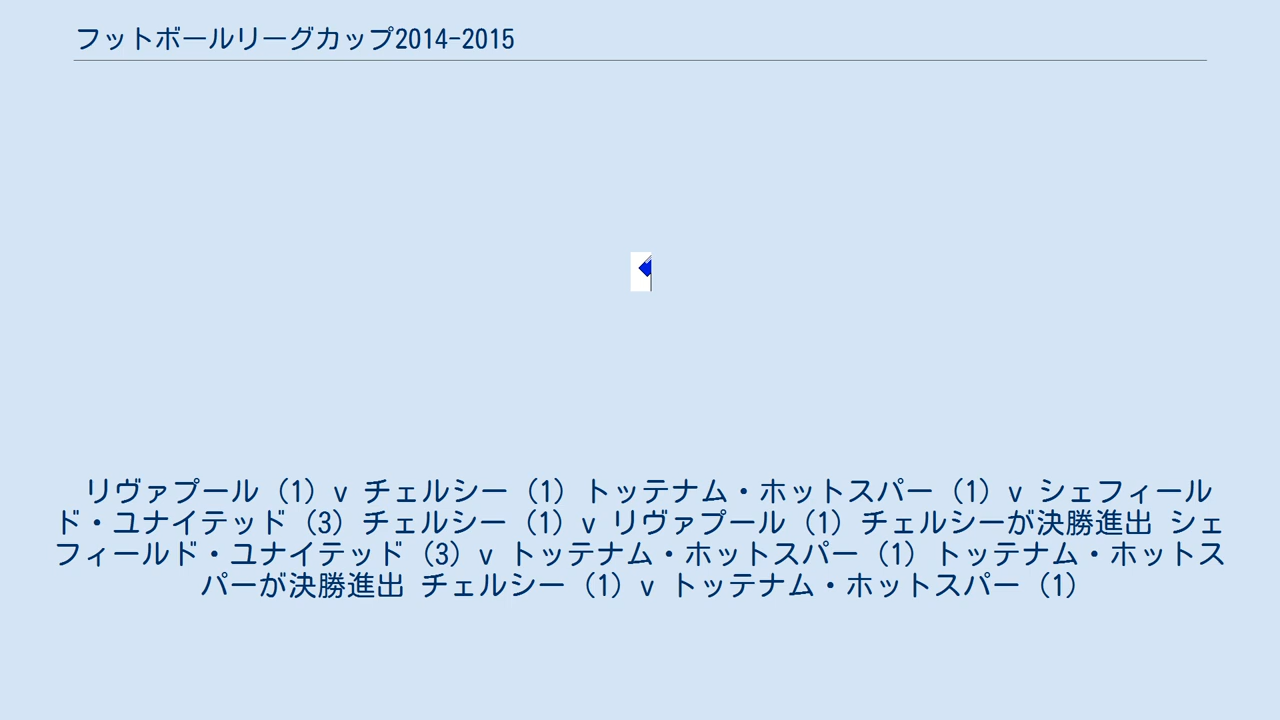 フットボールリーグカップ2014-2015
リヴァプール (1) v チェルシー (1) トッテナム・ホットスパー (1) v シェフィール
ド・ユナイテッド (3) チェルシー (1) v リヴァプール (1) チェルシーが決勝進出 シェ
フィールド・ユナイテッド (3) v トッテナム・ホットスパー (1) トッテナム・ホットス
パーが決勝進出 チェルシー (1) v トッテナム・ホットスパー (1)